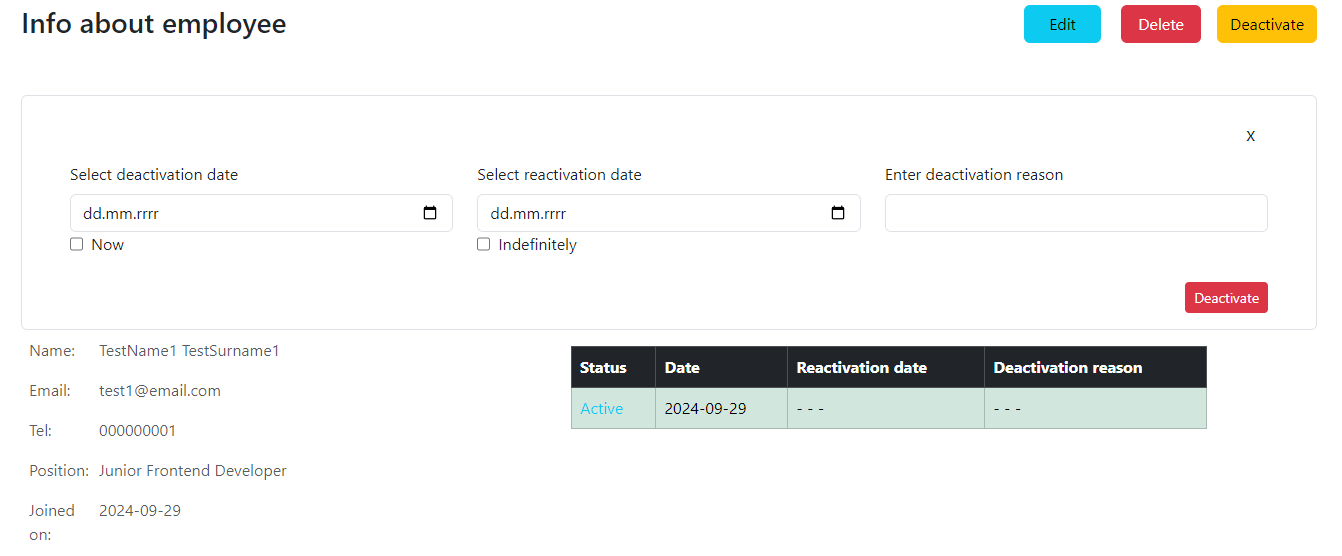 Info about employee
Edit Delete Deactivate
X
Select deactivation date Select reactivation date Enter deactivation reason
dd.mm.rrrr dd.mm.rrrr
Now Indefinitely
Deactivate
Name: TestName1 TestSurname1
Email: test1@email.com
Tel: 000000001
Position: Junior Frontend Developer
Joined on: 2024-09-29
Status Date Reactivation date Deactivation reason
Active 2024-09-29 - - - - - -